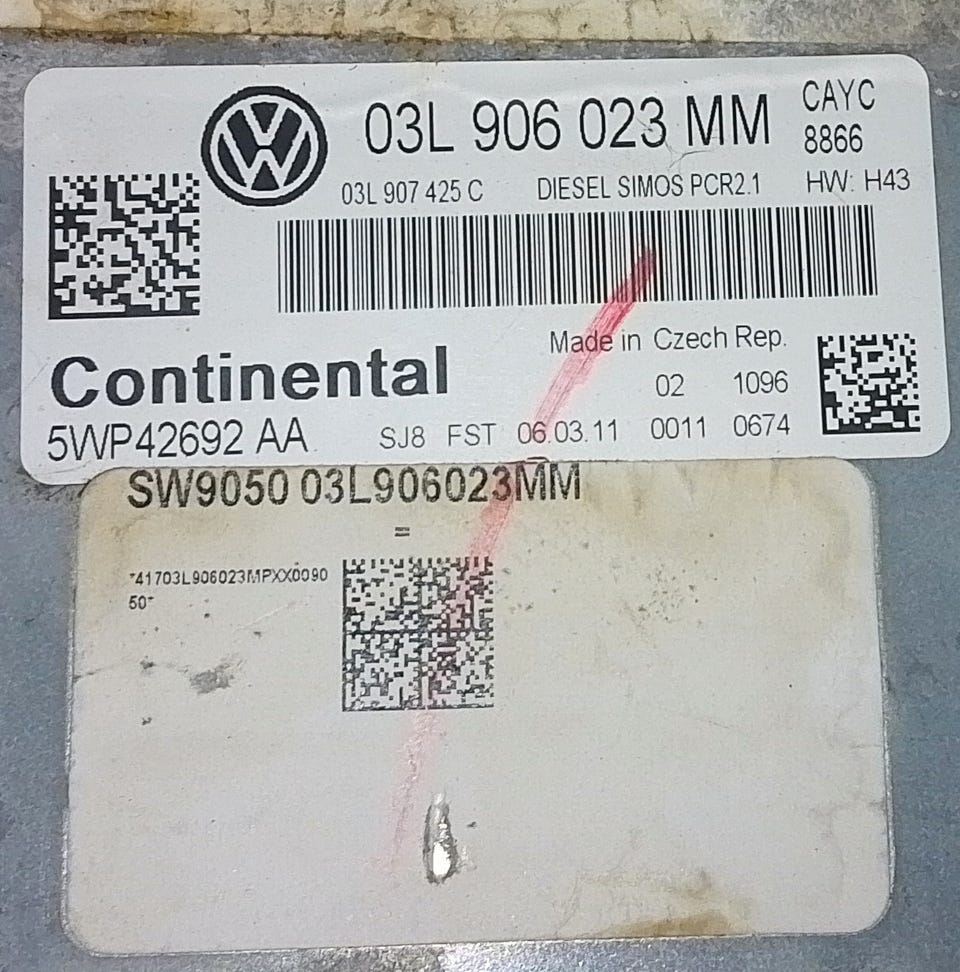 03L 906 023 MM CAYC
8866
03L 907 425 C DIESEL SIMOS PCR2.1 HW: H43
Made in Czech Rep.
Continental 02 1096
5WP42692 AA SJ8 FST 06.03.11 0011 0674
SW9050 03L906023MM
=
*41703L906023MPXX0090
50*